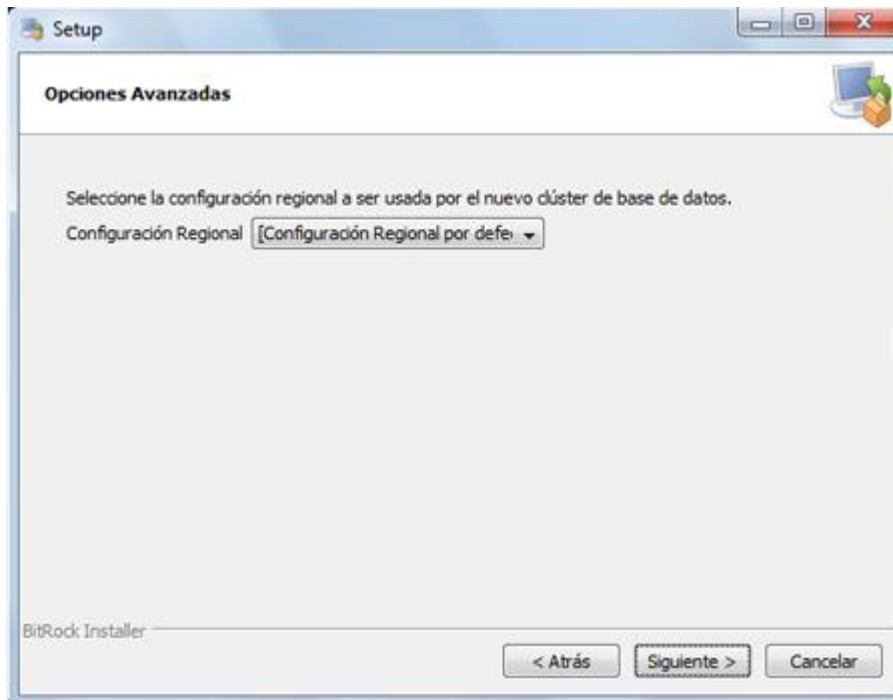 Setup
Opciones Avanzadas
Seleccione la configuración regional a ser usada por el nuevo clúster de base de datos.
Configuración Regional [Configuración Regional por defe
BitRock Installer
< Atrás Siguiente > Cancelar